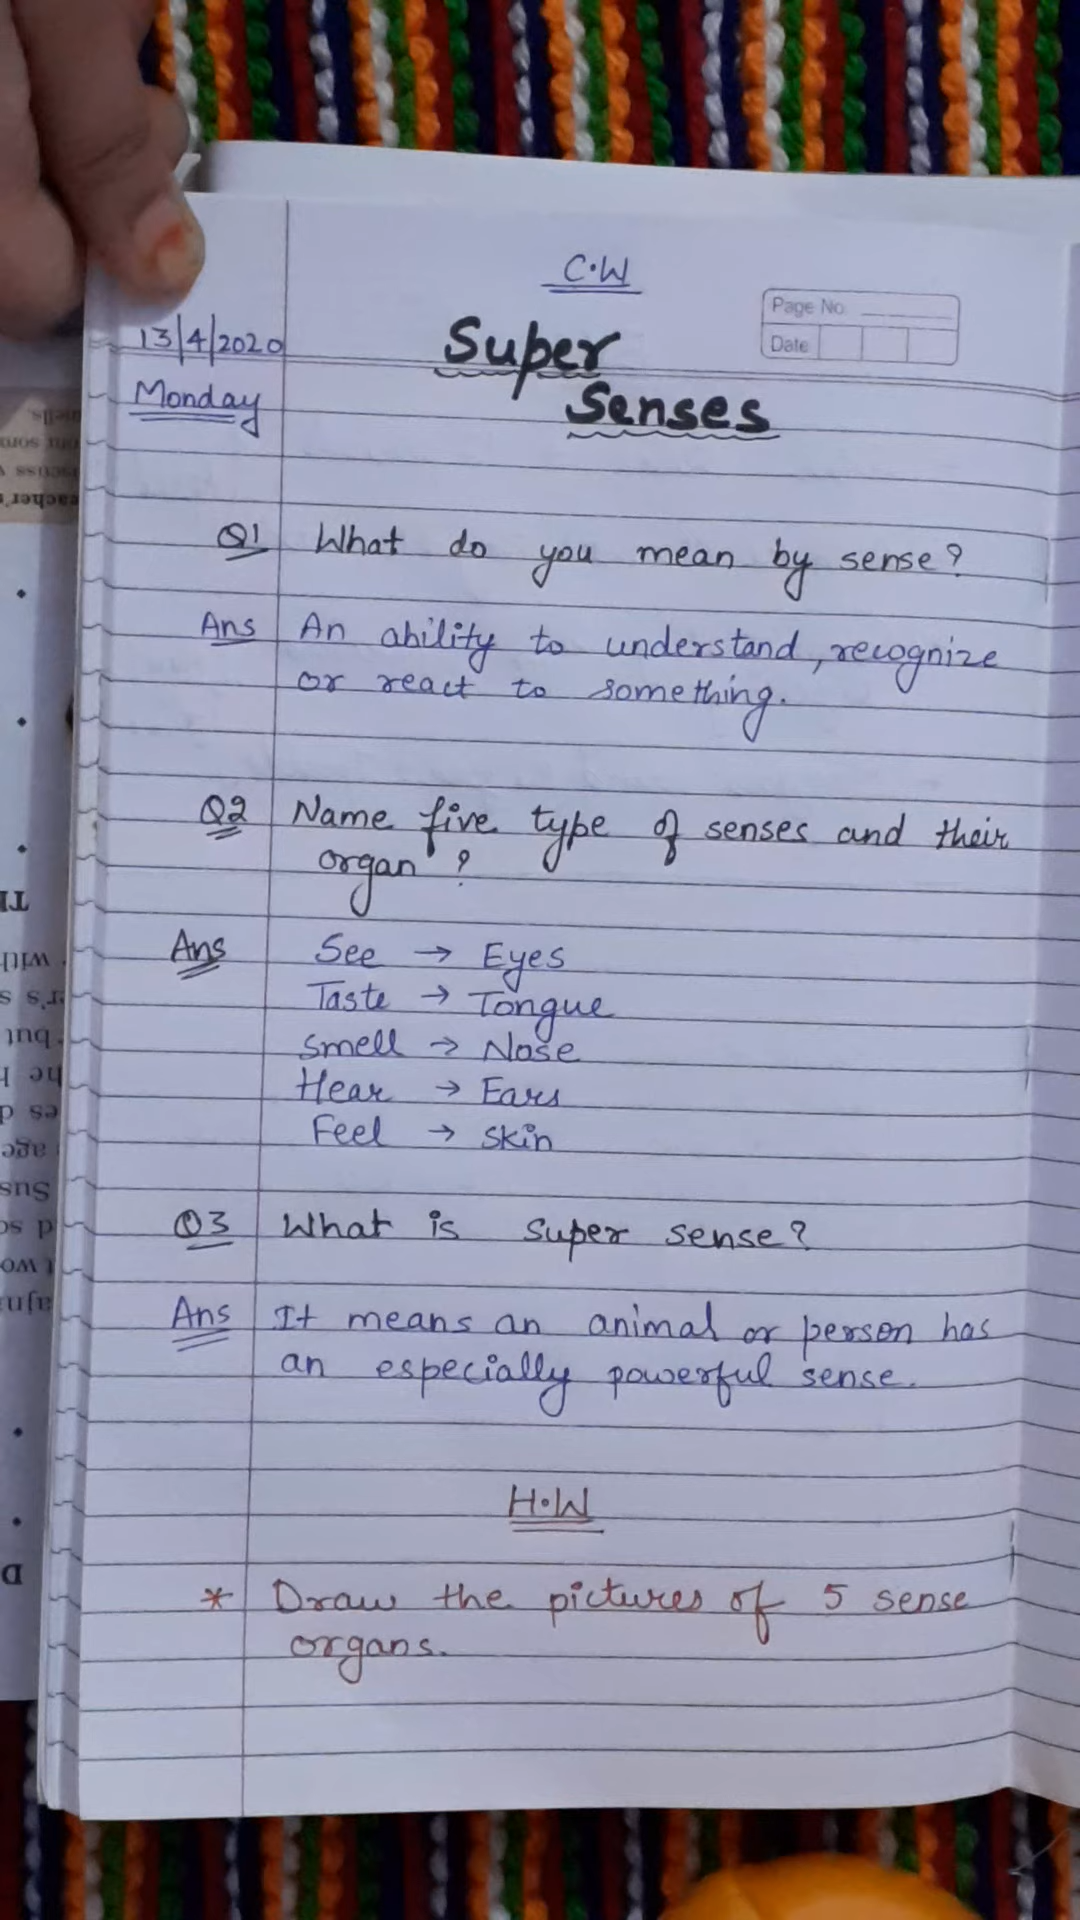 C.W
Page No.
13/4/2020
Super
Date
Monday
Senses
Q1 What do you mean by sense?
Ans An ability to understand, recognize
or react to something.
Q2 Name five type of senses and their
organ?
Ans See → Eyes
Taste → Tongue
Smell → Nose
Hear → Ears
Feel → Skin
Q3 What is super sense?
Ans It means an animal or person has
an especially powerful sense.
H.W
* Draw the pictures of 5 sense
organs.